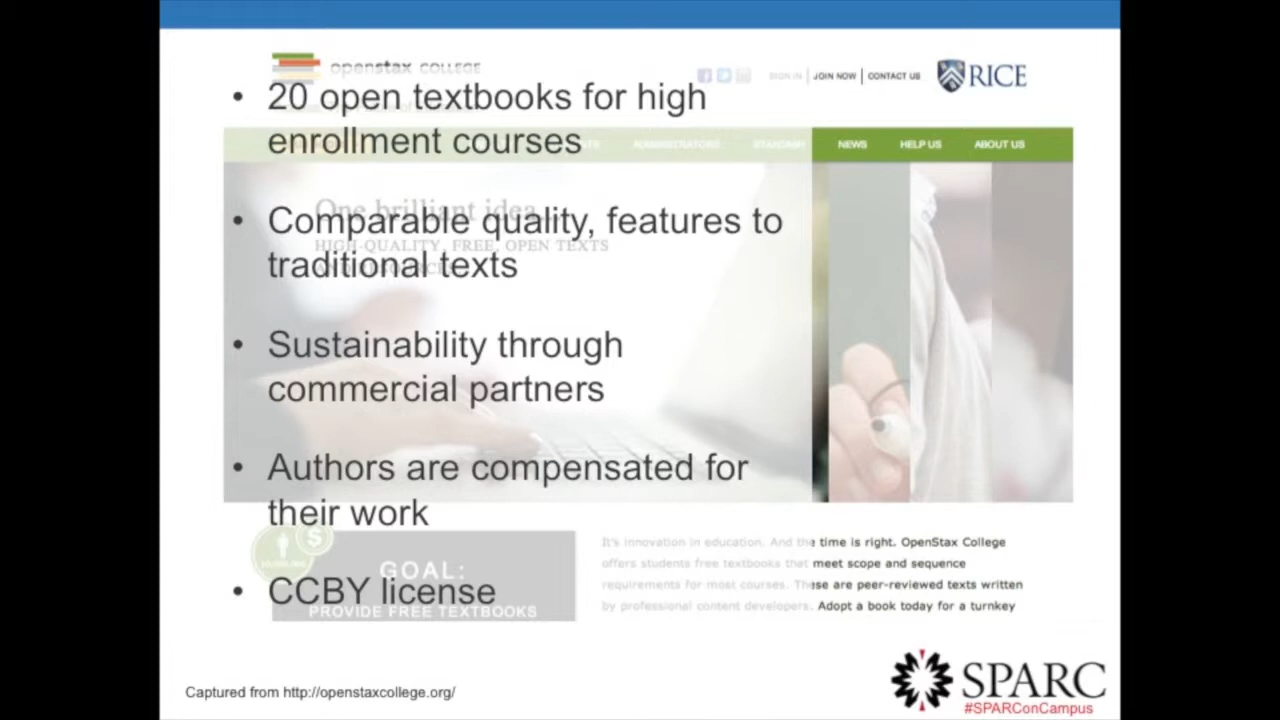 openstax COLLEGE
SIGN IN | JOIN NOW | CONTACT US
RICE
• 20 open textbooks for high
enrollment courses
ADMINISTRATORS
NEWS HELP US ABOUT US
One brilliant idea...
• Comparable quality, features to
HIGH-QUALITY, FREE, OPEN TEXTS
traditional texts
• Sustainability through
commercial partners
• Authors are compensated for
their work
It's innovation in education. And the time is right. OpenStax College
offers students free textbooks that meet scope and sequence
requirements for most courses. These are peer-reviewed texts written
by professional content developers. Adopt a book today for a turnkey
GOAL:
• CCBY license
PROVIDE FREE TEXTBOOKS
Captured from http://openstaxcollege.org/
SPARC
#SPARConCampus